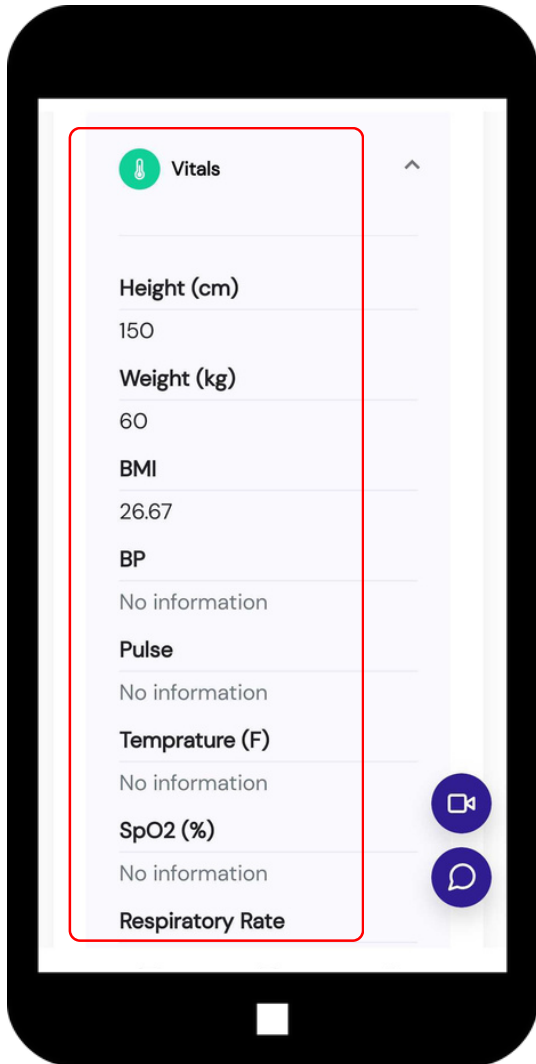 Vitals
Height (cm)
150
Weight (kg)
60
BMI
26.67
BP
No information
Pulse
No information
Temprature (F)
No information
SpO2 (%)
No information
Respiratory Rate